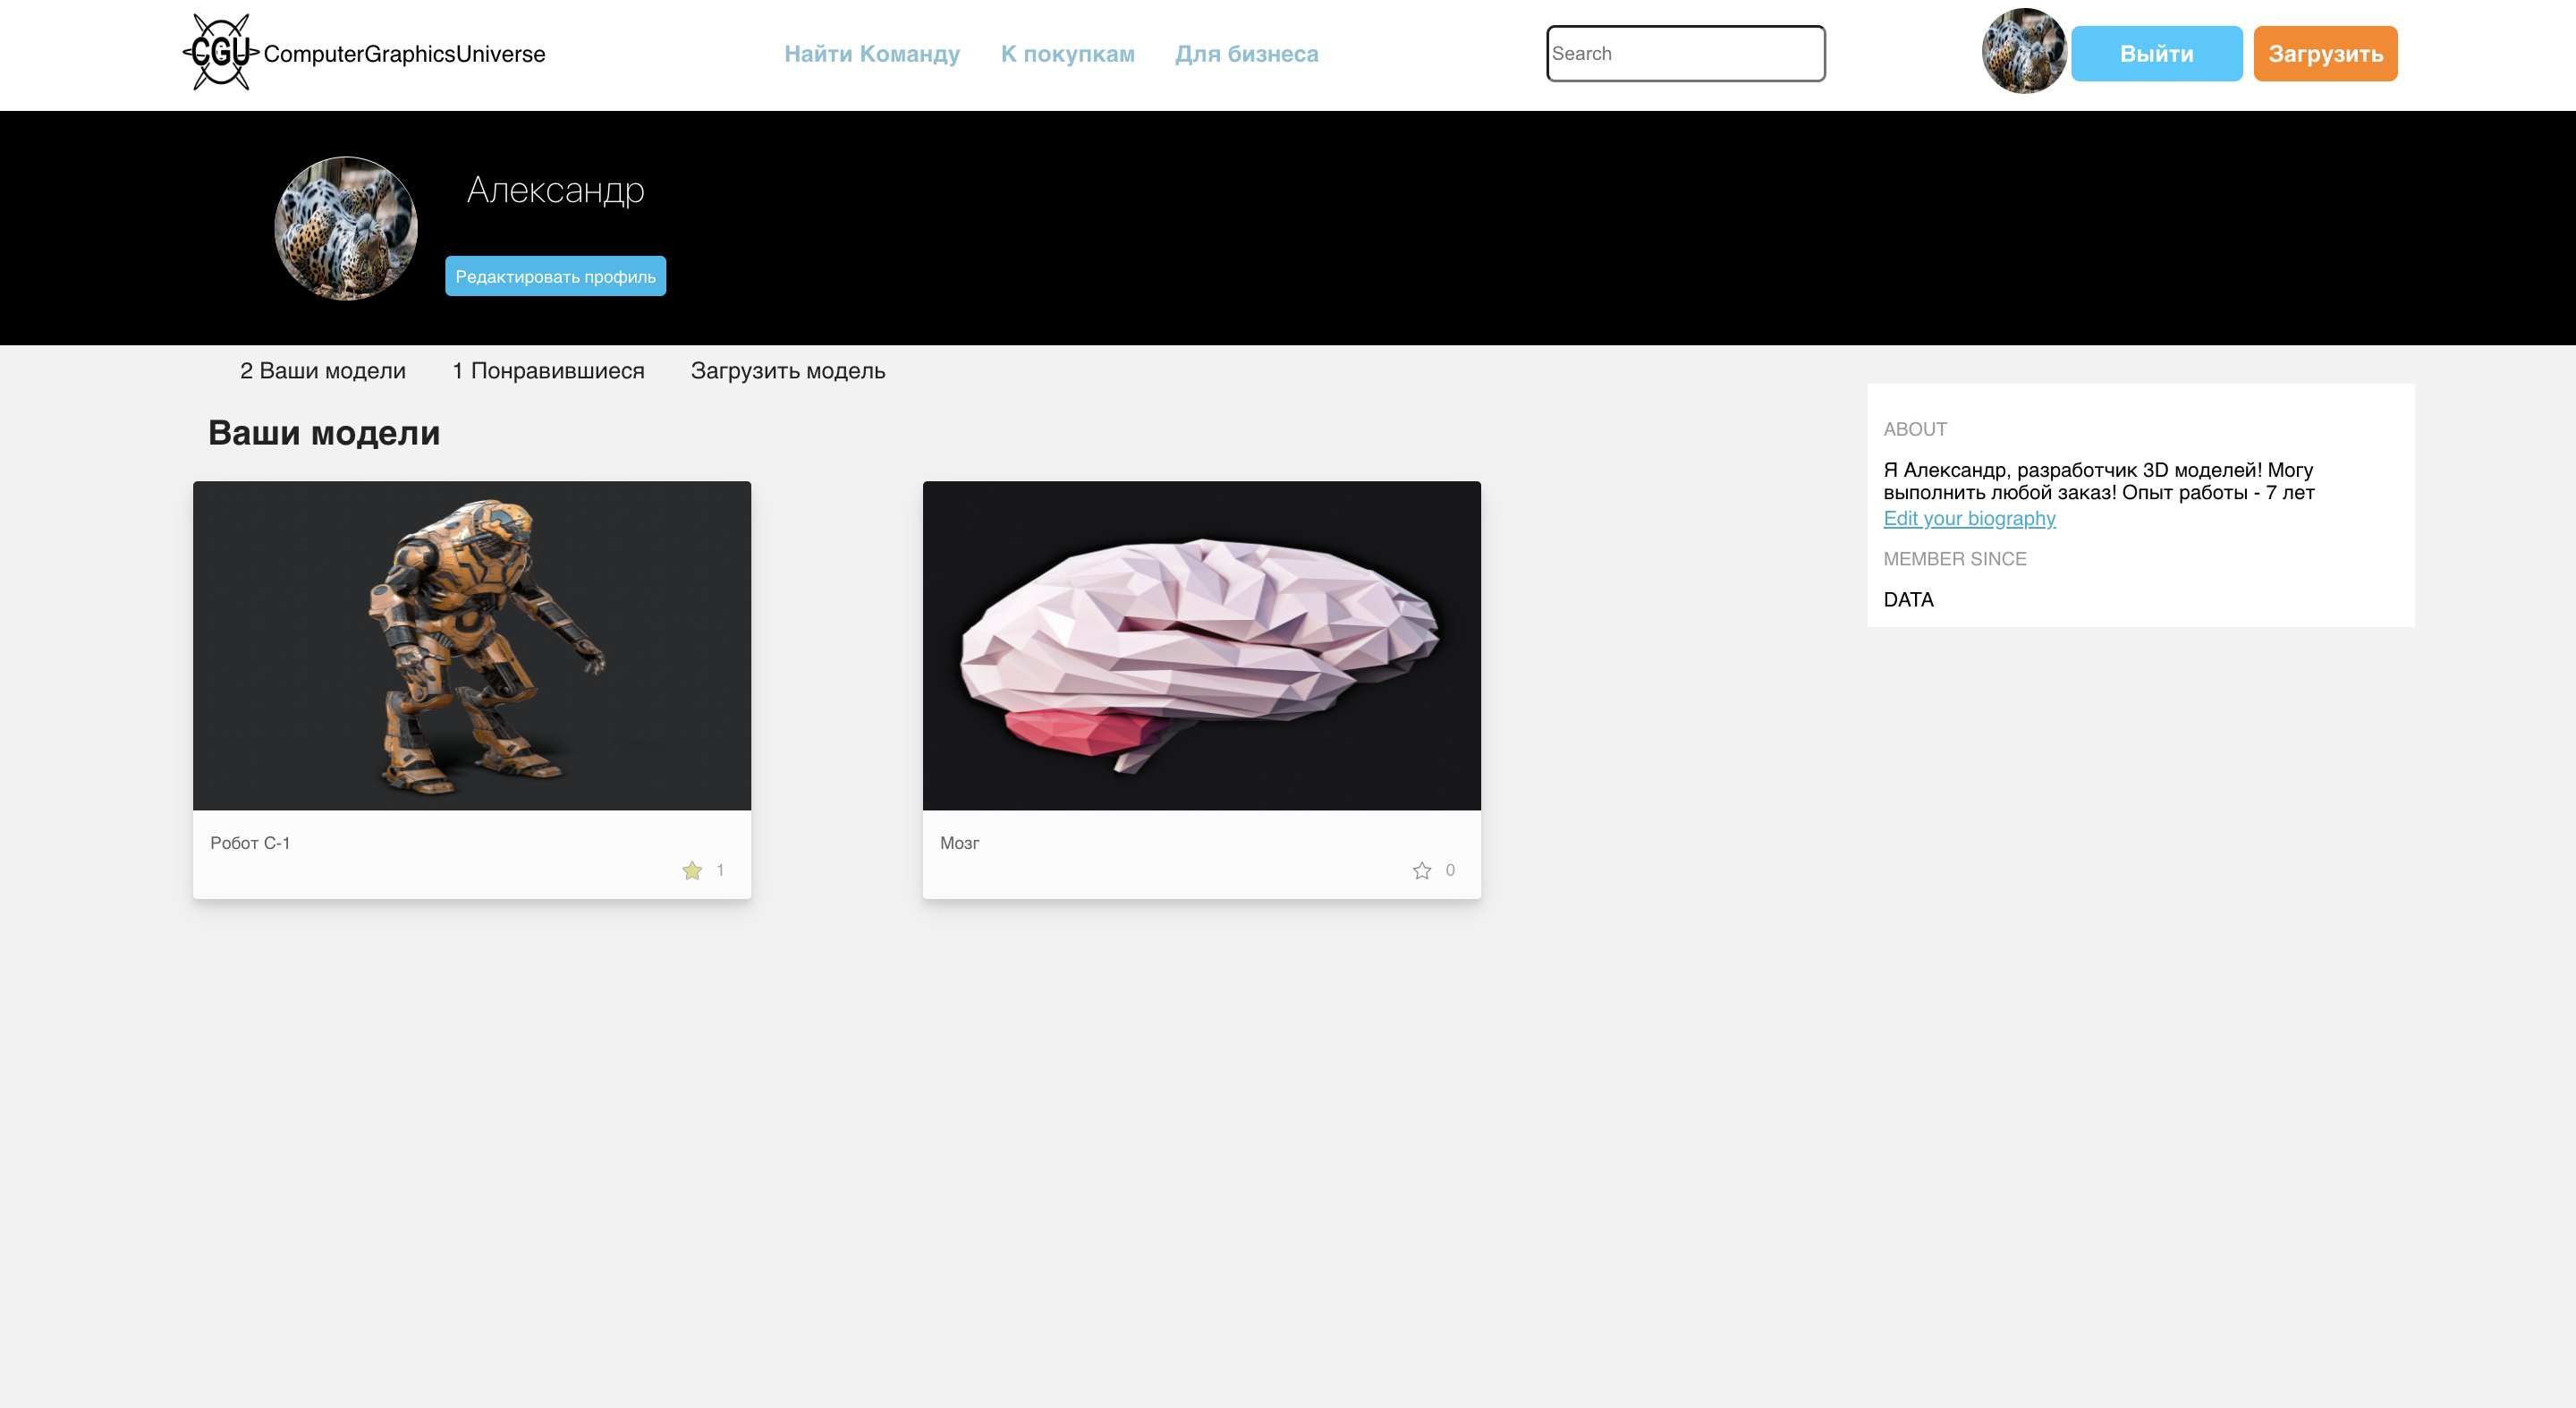 CGU ComputerGraphicsUniverse
Найти Команду К покупкам Для бизнеса
Search
Выйти Загрузить
Александр
Редактировать профиль
2 Ваши модели 1 Понравившиеся Загрузить модель
Ваши модели
Робот С-1
1
Мозг
0
ABOUT
Я Александр, разработчик 3D моделей! Могу
выполнить любой заказ! Опыт работы - 7 лет
Edit your biography
MEMBER SINCE
DATA